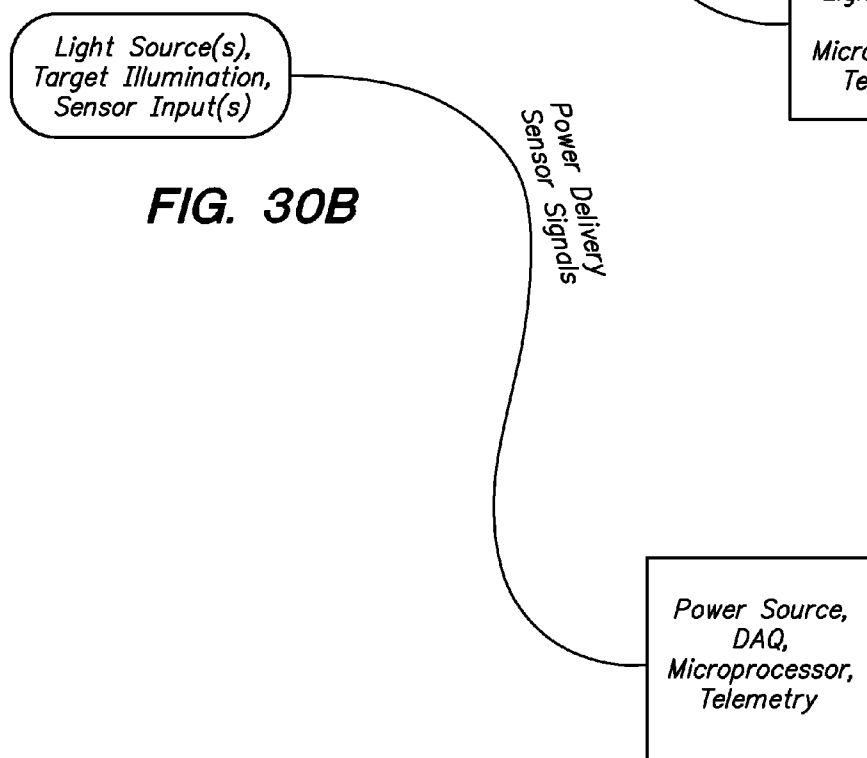 Light Source(s),
Target Illumination,
Sensor Input(s)
FIG. 30B
Power Delivery
Sensor Signals
Power Source,
DAQ,
Microprocessor,
Telemetry